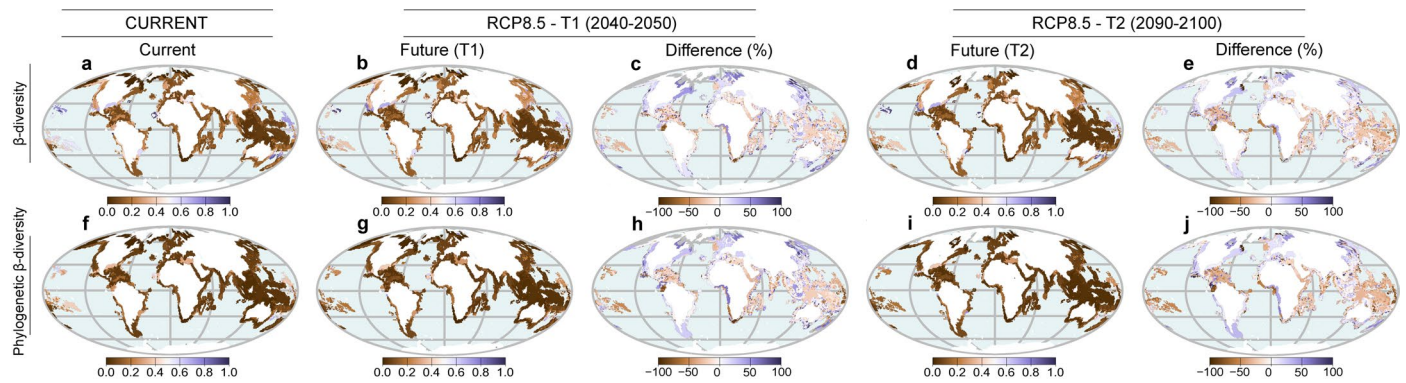 CURRENT
RCP8.5 - T1 (2040-2050)
RCP8.5 - T2 (2090-2100)
Current
Future (T1)
Difference (%)
Future (T2)
Difference (%)
a
b
c
d
e
β-diversity
0.0 0.2 0.4 0.6 0.8 1.0
0.0 0.2 0.4 0.6 0.8 1.0
−100 −50 0 50 100
0.0 0.2 0.4 0.6 0.8 1.0
−100 −50 0 50 100
f
g
h
i
j
Phylogenetic β-diversity
0.0 0.2 0.4 0.6 0.8 1.0
0.0 0.2 0.4 0.6 0.8 1.0
−100 −50 0 50 100
0.0 0.2 0.4 0.6 0.8 1.0
−100 −50 0 50 100